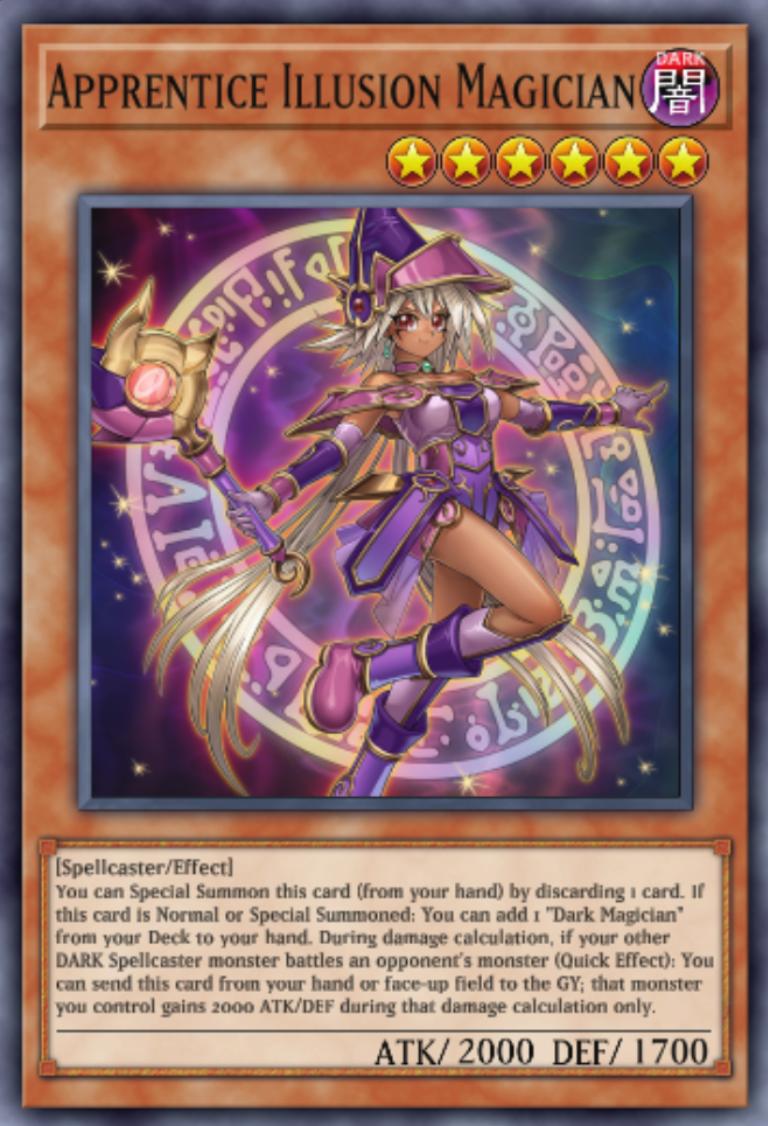 APPRENTICE ILLUSION MAGICIAN
DARK
闇
[Spellcaster/Effect]
You can Special Summon this card (from your hand) by discarding 1 card. If
this card is Normal or Special Summoned: You can add 1 "Dark Magician"
from your Deck to your hand. During damage calculation, if your other
DARK Spellcaster monster battles an opponent's monster (Quick Effect): You
can send this card from your hand or face-up field to the GY; that monster
you control gains 2000 ATK/DEF during that damage calculation only.
ATK/ 2000 DEF/ 1700